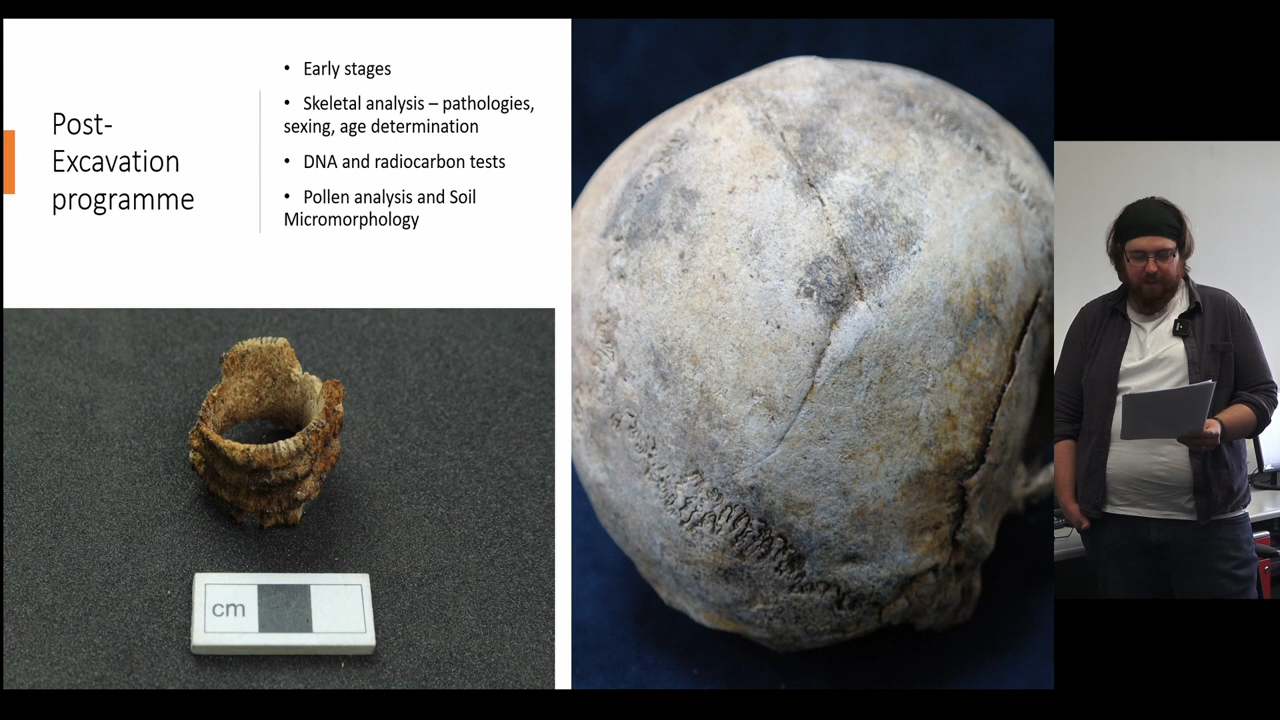 Post-
Excavation
programme
• Early stages
• Skeletal analysis – pathologies,
sexing, age determination
• DNA and radiocarbon tests
• Pollen analysis and Soil
Micromorphology
cm